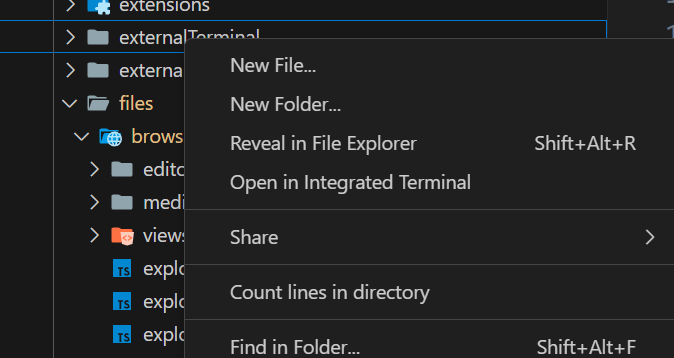 extensions
externalTerminal
externa
files
brows
edito
medi
views
TS explo
TS explo
TS explo
New File...
New Folder...
Reveal in File Explorer Shift+Alt+R
Open in Integrated Terminal
Share
Count lines in directory
Find in Folder... Shift+Alt+F